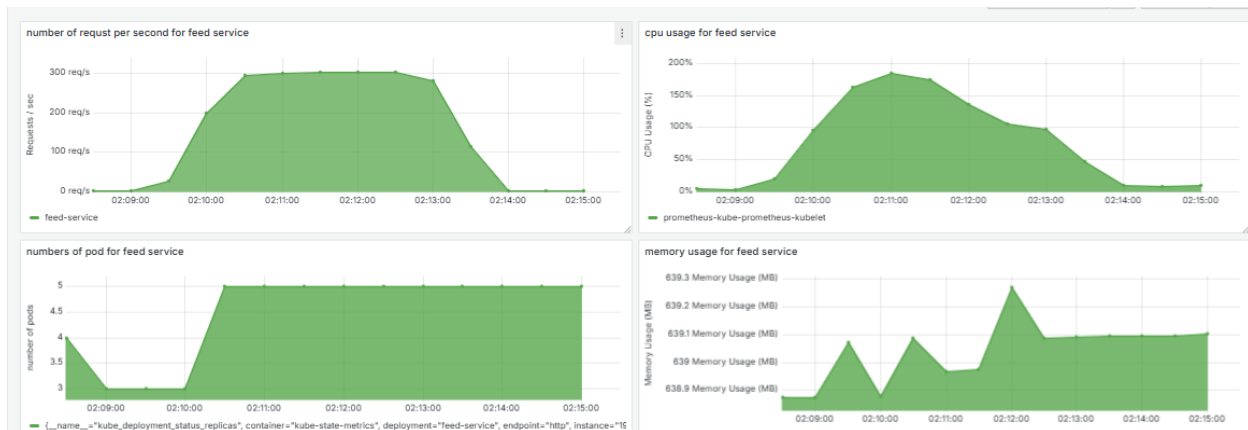 number of requst per second for feed service
300 req/s
200 req/s
100 req/s
0 req/s
Requests / sec
02:09:00 02:10:00 02:11:00 02:12:00 02:13:00 02:14:00 02:15:00
feed-service
cpu usage for feed service
200%
150%
100%
50%
0%
CPU Usage (%)
02:09:00 02:10:00 02:11:00 02:12:00 02:13:00 02:14:00 02:15:00
prometheus-kube-prometheus-kubelet
numbers of pod for feed service
5
4.5
4
3.5
3
number of pods
02:09:00 02:10:00 02:11:00 02:12:00 02:13:00 02:14:00 02:15:00
{__name__="kube_deployment_status_replicas", container="kube-state-metrics", deployment="feed-service", endpoint="http", instance="19
memory usage for feed service
639.3 Memory Usage (MB)
639.2 Memory Usage (MB)
639.1 Memory Usage (MB)
639 Memory Usage (MB)
638.9 Memory Usage (MB)
Memory Usage (MB)
02:09:00 02:10:00 02:11:00 02:12:00 02:13:00 02:14:00 02:15:00